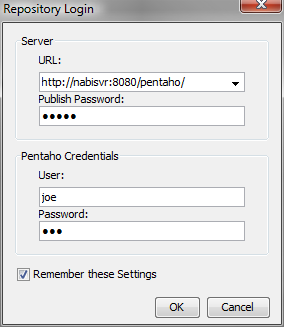 Repository Login
Server
URL:
http://nabisvr:8080/pentaho/
Publish Password:
●●●●●
Pentaho Credentials
User:
joe
Password:
●●●
Remember these Settings
OK Cancel